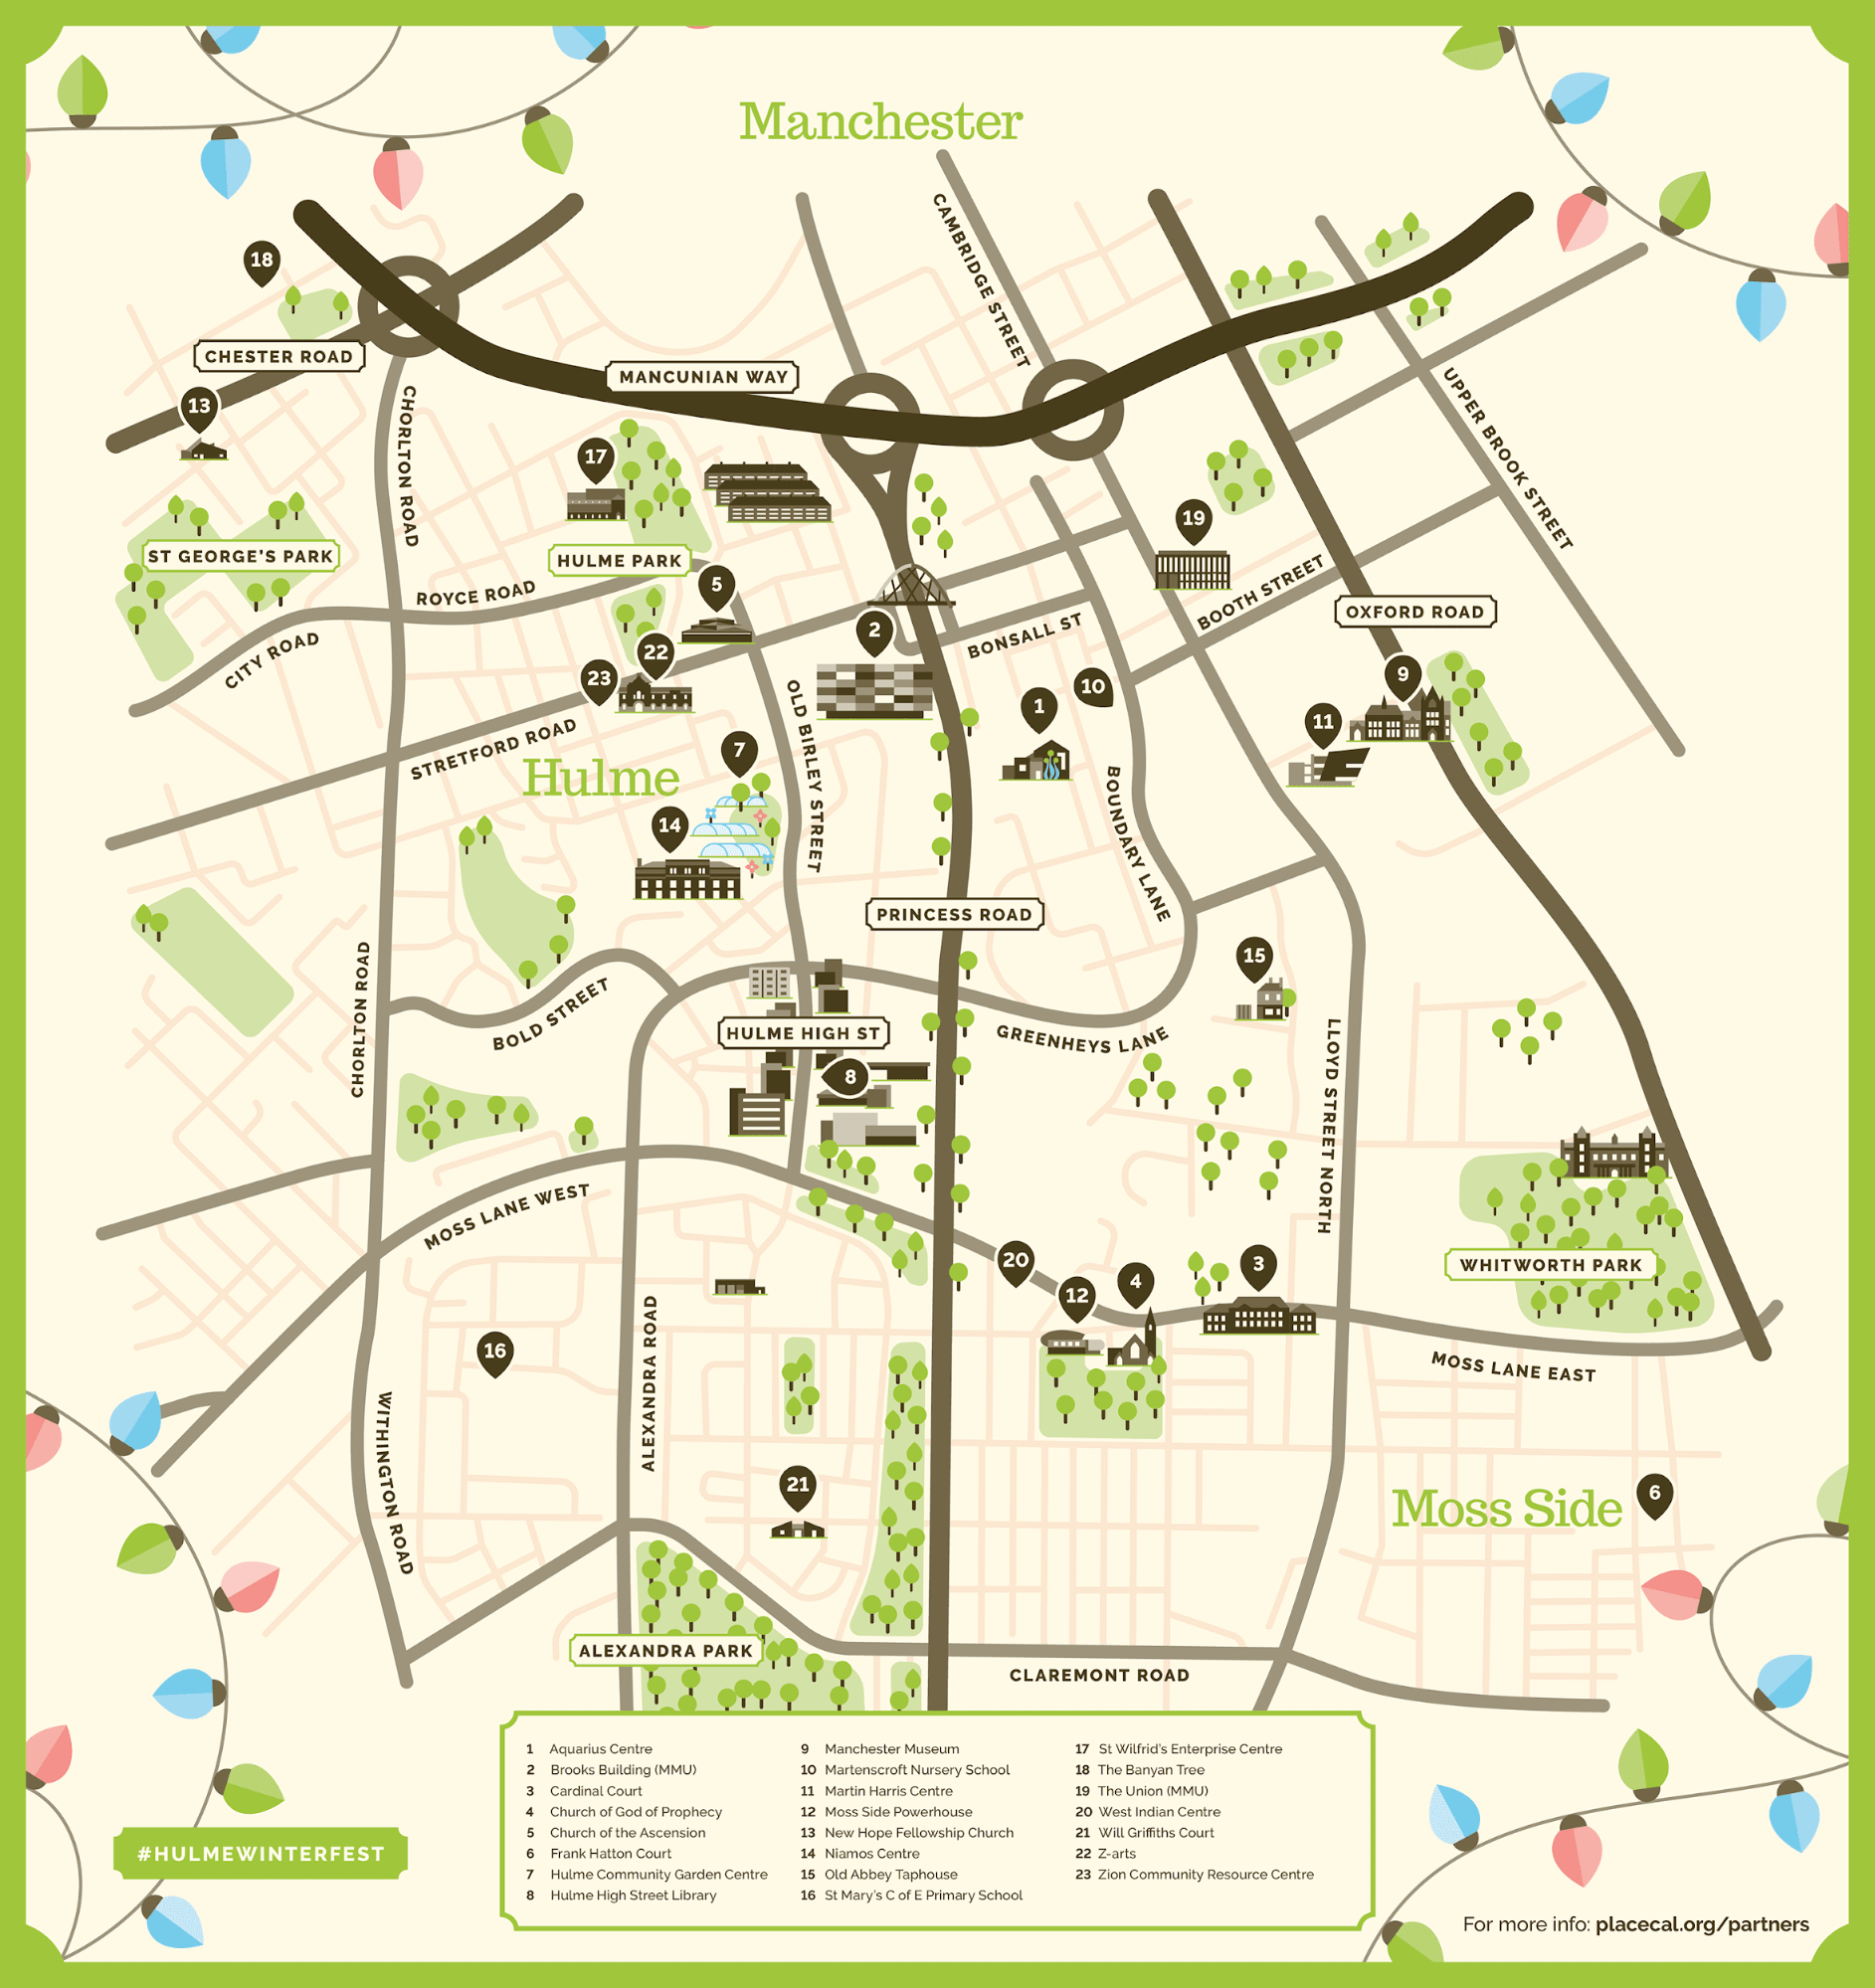 Manchester
CAMBRIDGE STREET
18
CHESTER ROAD
MANCUNIAN WAY
13
CHORLTON ROAD
UPPER BROOK STREET
17
19
ST GEORGE'S PARK
HULME PARK
5
ROYCE ROAD
BOOTH STREET
OXFORD ROAD
CITY ROAD
2
BONSALL ST
22
23
10
9
1
11
STRETFORD ROAD
OLD BIRLEY STREET
7
Hulme
14
BOUNDARY LANE
PRINCESS ROAD
15
CHORLTON ROAD
BOLD STREET
HULME HIGH ST
GREENHEYS LANE
8
LLOYD STREET NORTH
MOSS LANE WEST
20
3
12
4
WHITWORTH PARK
16
ALEXANDRA ROAD
MOSS LANE EAST
WITHINGTON ROAD
21
Moss Side
6
ALEXANDRA PARK
CLAREMONT ROAD
1 Aquarius Centre
2 Brooks Building (MMU)
3 Cardinal Court
4 Church of God of Prophecy
5 Church of the Ascension
6 Frank Hatton Court
7 Hulme Community Garden Centre
8 Hulme High Street Library
9 Manchester Museum
10 Martenscroft Nursery School
11 Martin Harris Centre
12 Moss Side Powerhouse
13 New Hope Fellowship Church
14 Niamos Centre
15 Old Abbey Taphouse
16 St Mary's C of E Primary School
17 St Wilfrid's Enterprise Centre
18 The Banyan Tree
19 The Union (MMU)
20 West Indian Centre
21 Will Griffiths Court
22 Z-arts
23 Zion Community Resource Centre
#HULMEWINTERFEST
For more info: placecal.org/partners